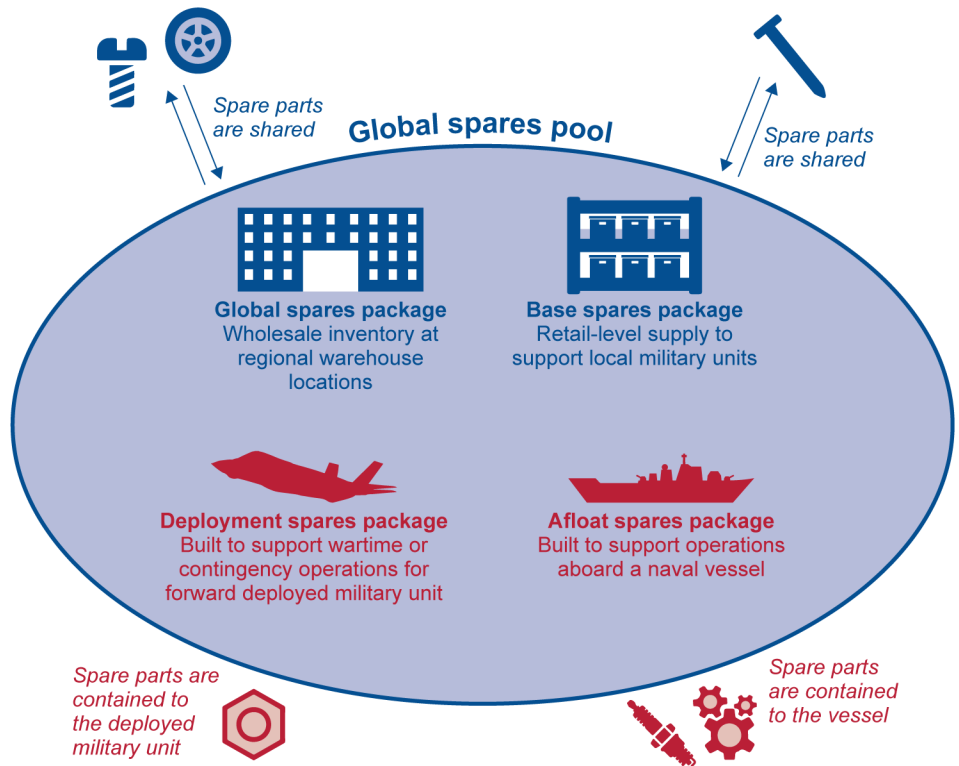 Spare parts
are shared
Global spares pool
Spare parts
are shared
Global spares package
Wholesale inventory at
regional warehouse
locations
Base spares package
Retail-level supply to
support local military units
Deployment spares package
Built to support wartime or
contingency operations for
forward deployed military unit
Afloat spares package
Built to support operations
aboard a naval vessel
Spare parts are
contained to
the deployed
military unit
Spare parts
are contained
to the vessel